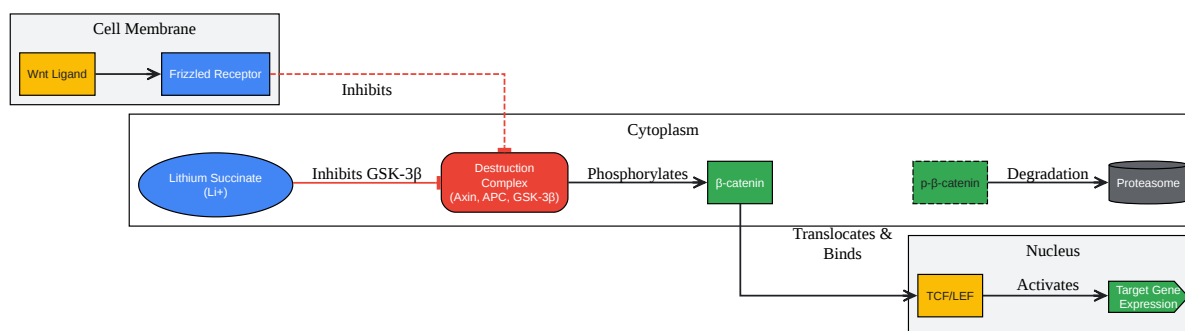 Cell Membrane
Wnt Ligand
Frizzled Receptor
Inhibits
Cytoplasm
Lithium Succinate
(Li+)
Inhibits GSK-3β
Destruction
Complex
(Axin, APC, GSK-3β)
Phosphorylates
β-catenin
p-β-catenin
Degradation
Proteasome
Translocates &
Binds
Nucleus
TCF/LEF
Activates
Target Gene
Expression